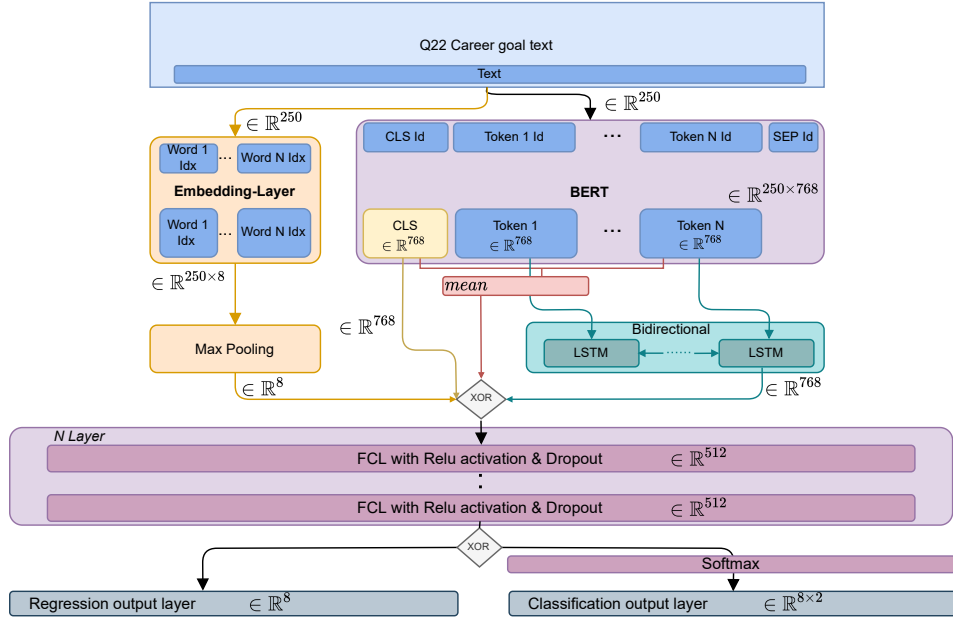 Q22 Career goal text
Text
∈ ℝ^250
∈ ℝ^250
CLS Id
Token 1 Id
...
Token N Id
SEP Id
Word 1 Idx
...
Word N Idx
Embedding-Layer
BERT
∈ ℝ^250×768
Word 1 Idx
...
Word N Idx
CLS
∈ ℝ^768
Token 1
∈ ℝ^768
...
Token N
∈ ℝ^768
∈ ℝ^250×8
mean
∈ ℝ^768
Bidirectional
Max Pooling
LSTM
......
LSTM
∈ ℝ^8
∈ ℝ^768
XOR
N Layer
FCL with Relu activation & Dropout ∈ ℝ^512
:
FCL with Relu activation & Dropout ∈ ℝ^512
XOR
Softmax
Regression output layer ∈ ℝ^8
Classification output layer ∈ ℝ^8×2